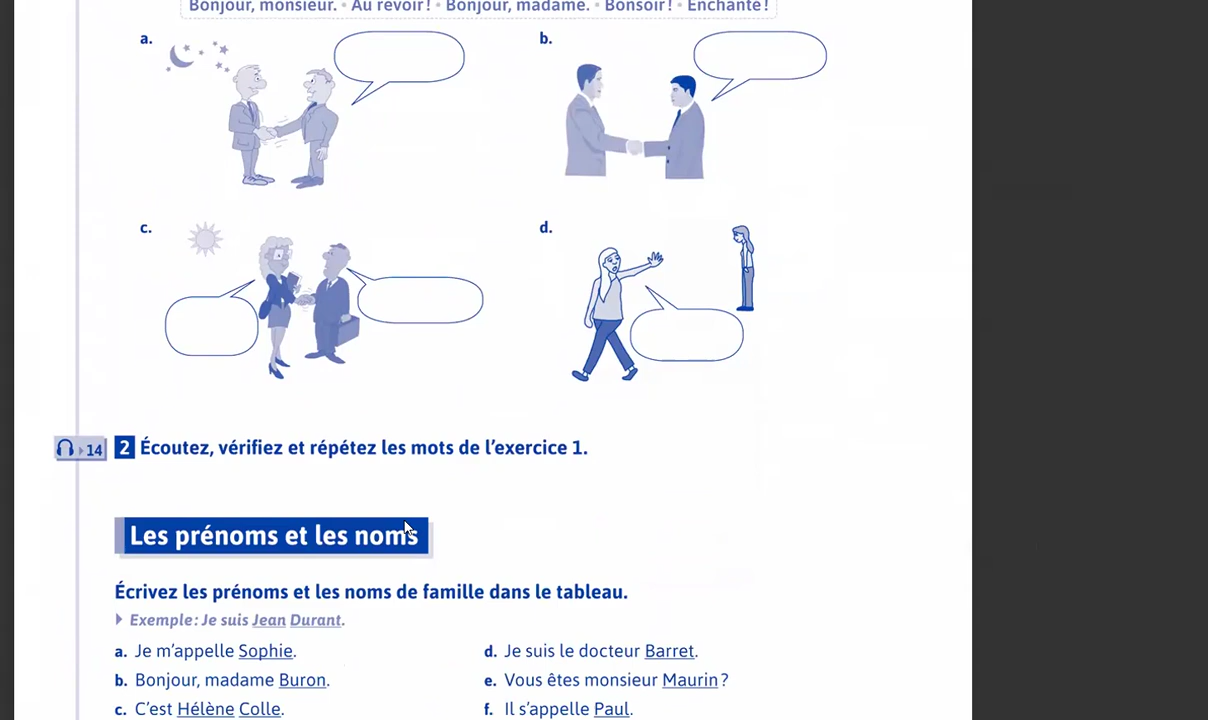 Bonjour, monsieur. • Au revoir ! • Bonjour, madame. • Bonsoir ! • Enchanté !
a.
b.
c.
d.
14
2 Écoutez, vérifiez et répétez les mots de l'exercice 1.
Les prénoms et les noms
Écrivez les prénoms et les noms de famille dans le tableau.
Exemple : Je suis Jean Durant.
a. Je m'appelle Sophie.
b. Bonjour, madame Buron.
c. C'est Hélène Colle.
d. Je suis le docteur Barret.
e. Vous êtes monsieur Maurin ?
f. Il s'appelle Paul.